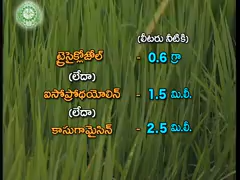 (లీటరు నీటికి)
ట్రైసైక్లోజోల్ - 0.6 గ్రా
(లేదా)
ఐసోప్రోథయోలిన్ - 1.5 మి.లీ.
(లేదా)
కాసుగామైసిన్ - 2.5 మి.లీ.